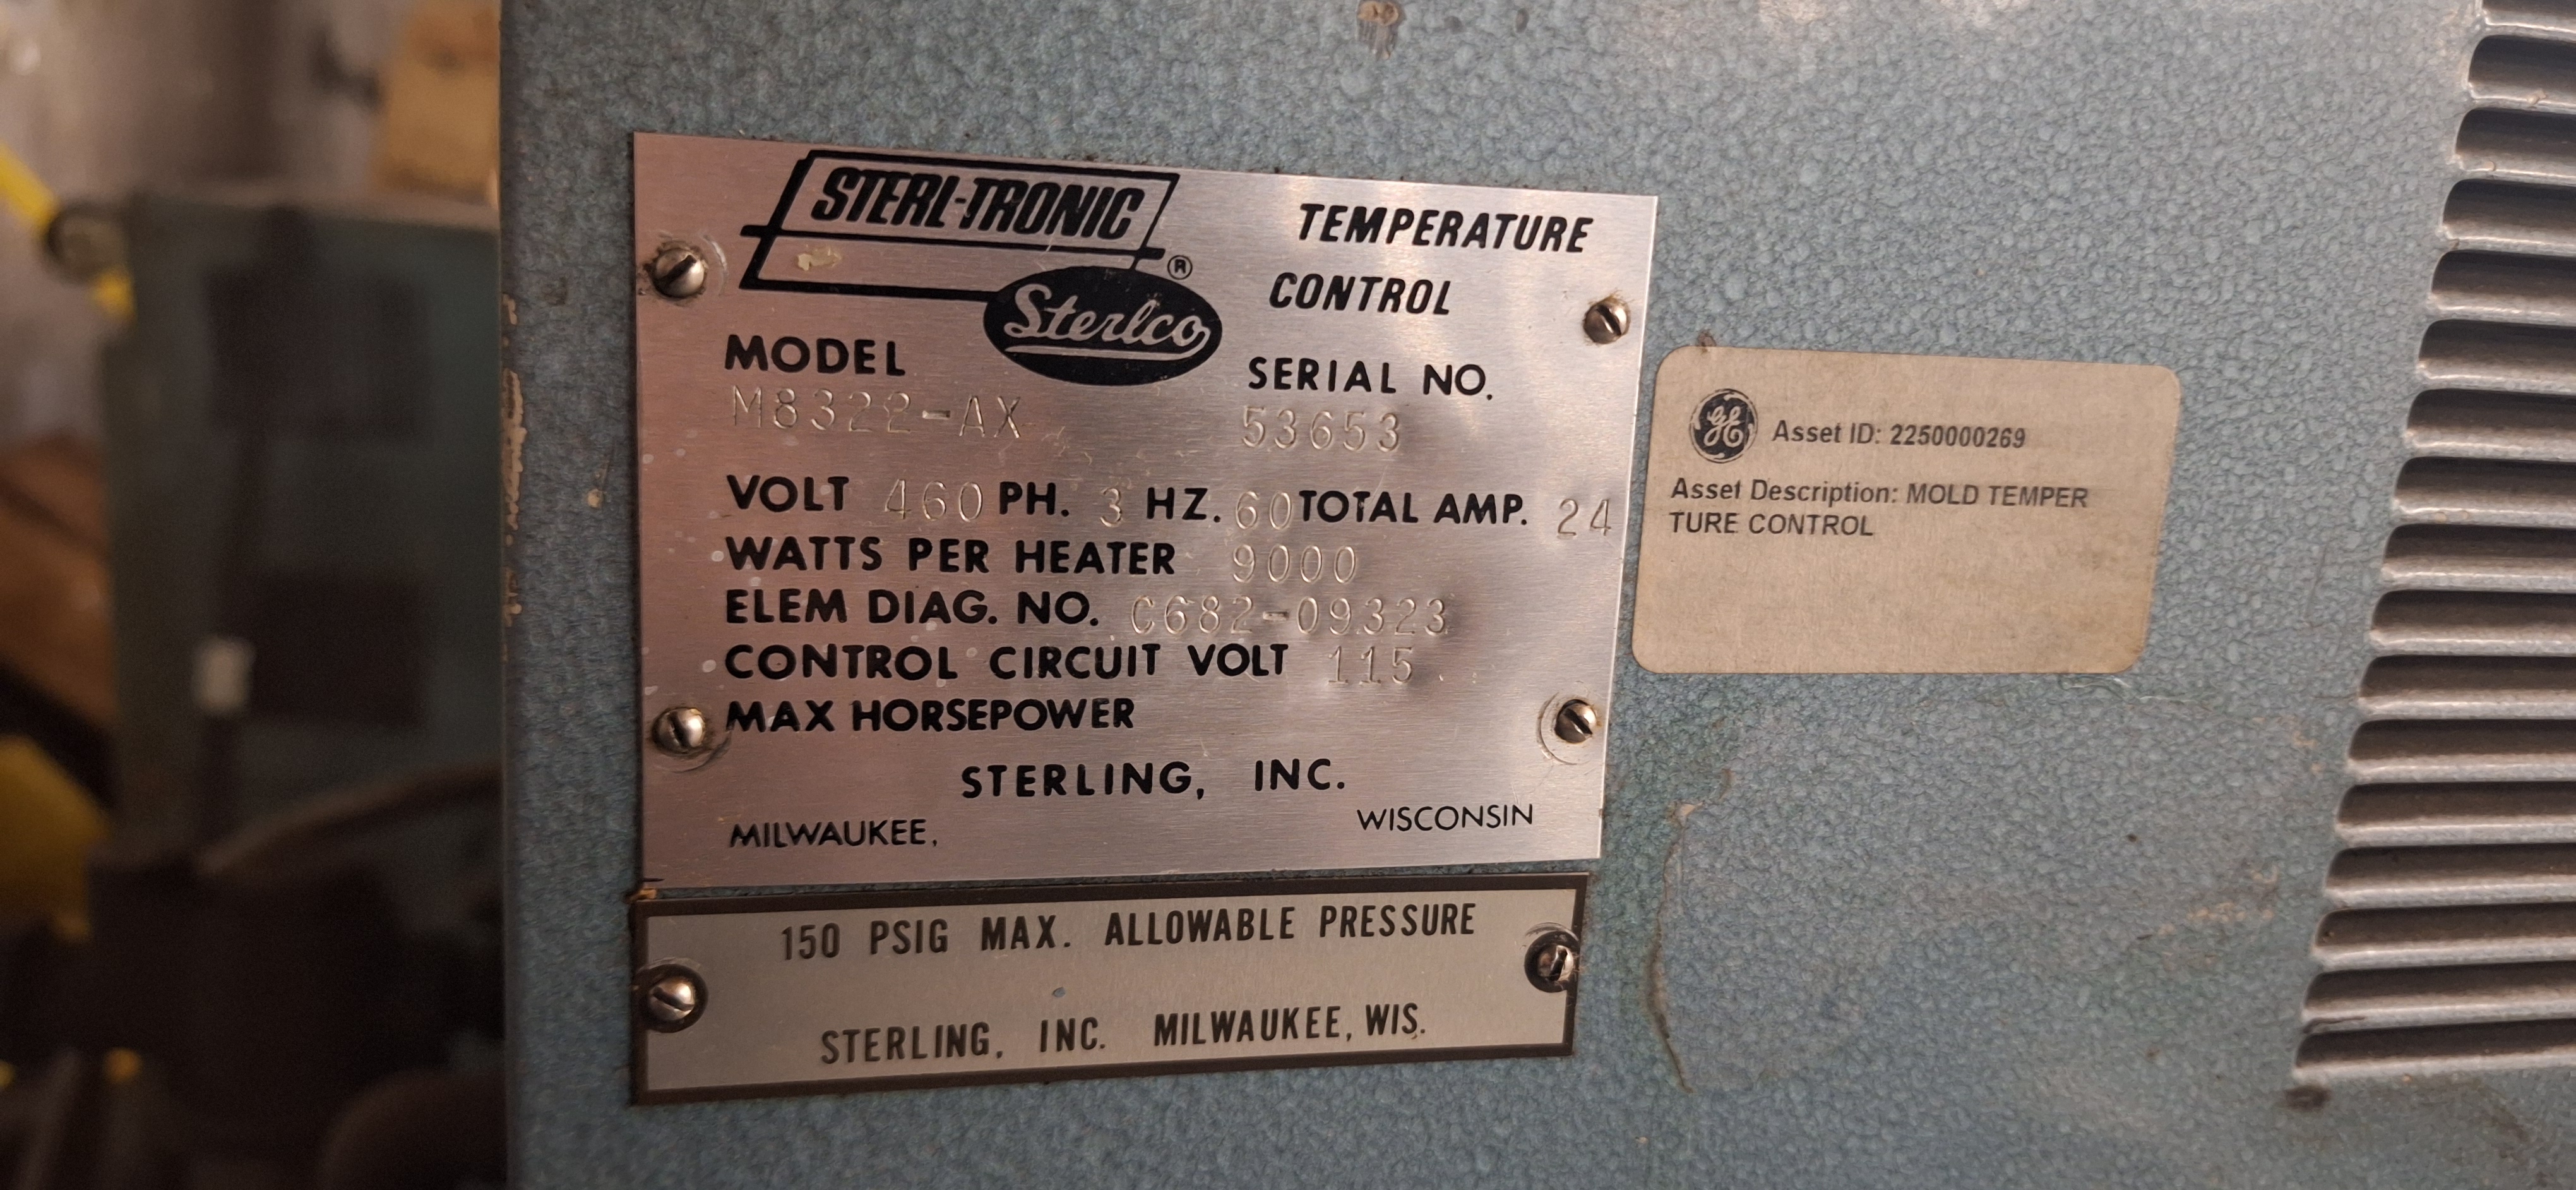 STERL-TRONIC ®
Sterlco
TEMPERATURE
CONTROL
MODEL
M8322-AX
SERIAL NO.
53653
VOLT 460 PH. 3 HZ. 60 TOTAL AMP. 24
WATTS PER HEATER 9000
ELEM DIAG. NO. C682-09323
CONTROL CIRCUIT VOLT 115
MAX HORSEPOWER
STERLING, INC.
MILWAUKEE, WISCONSIN
150 PSIG MAX. ALLOWABLE PRESSURE
STERLING, INC. MILWAUKEE, WIS.
GE Asset ID: 2250000269
Asset Description: MOLD TEMPER
TURE CONTROL